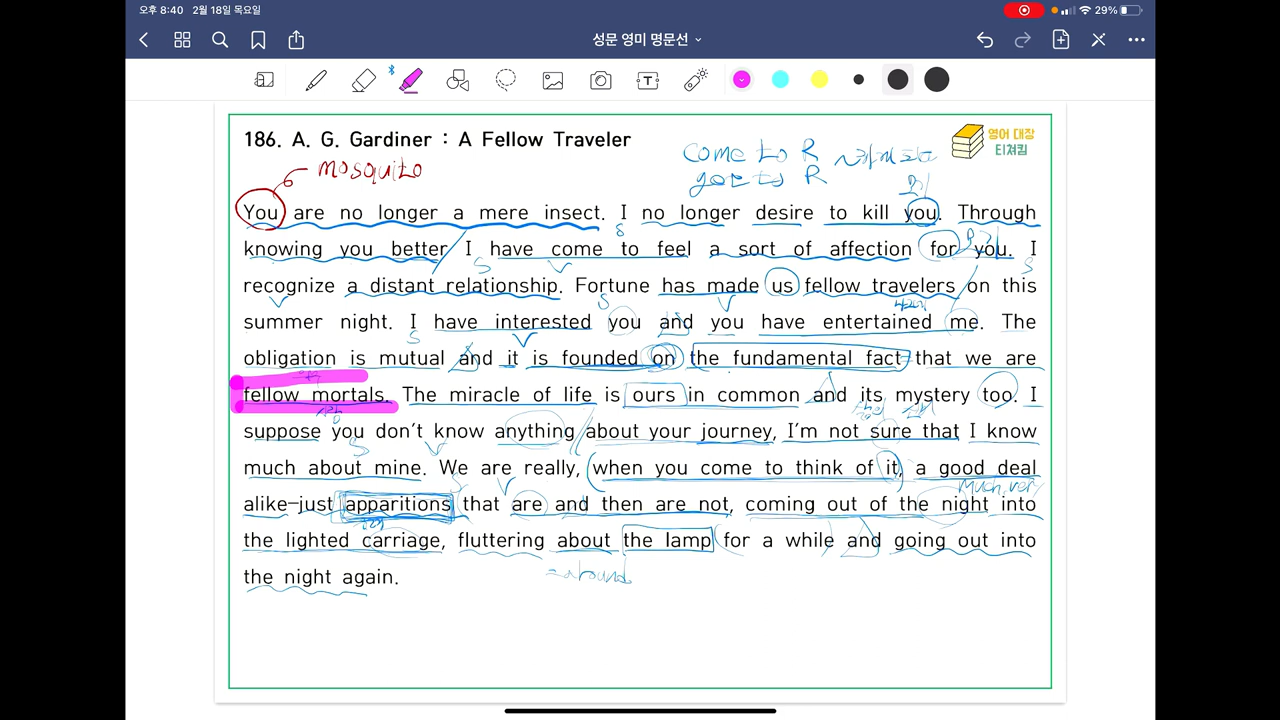 오후 8:40 2월 18일 목요일
29%
성문 영미 명문선
186. A. G. Gardiner : A Fellow Traveler
영어 대장
티쳐킴
come to R
get to R
mosquito
You are no longer a mere insect. I no longer desire to kill you. Through
knowing you better I have come to feel a sort of affection for you. I
recognize a distant relationship. Fortune has made us fellow travelers on this
summer night. I have interested you and you have entertained me. The
obligation is mutual and it is founded on the fundamental fact that we are
fellow mortals. The miracle of life is ours in common and its mystery too. I
suppose you don't know anything about your journey, I'm not sure that I know
much about mine. We are really, when you come to think of it, a good deal
much, very
alike—just apparitions that are and then are not, coming out of the night into
the lighted carriage, fluttering about the lamp for a while and going out into
=around
the night again.